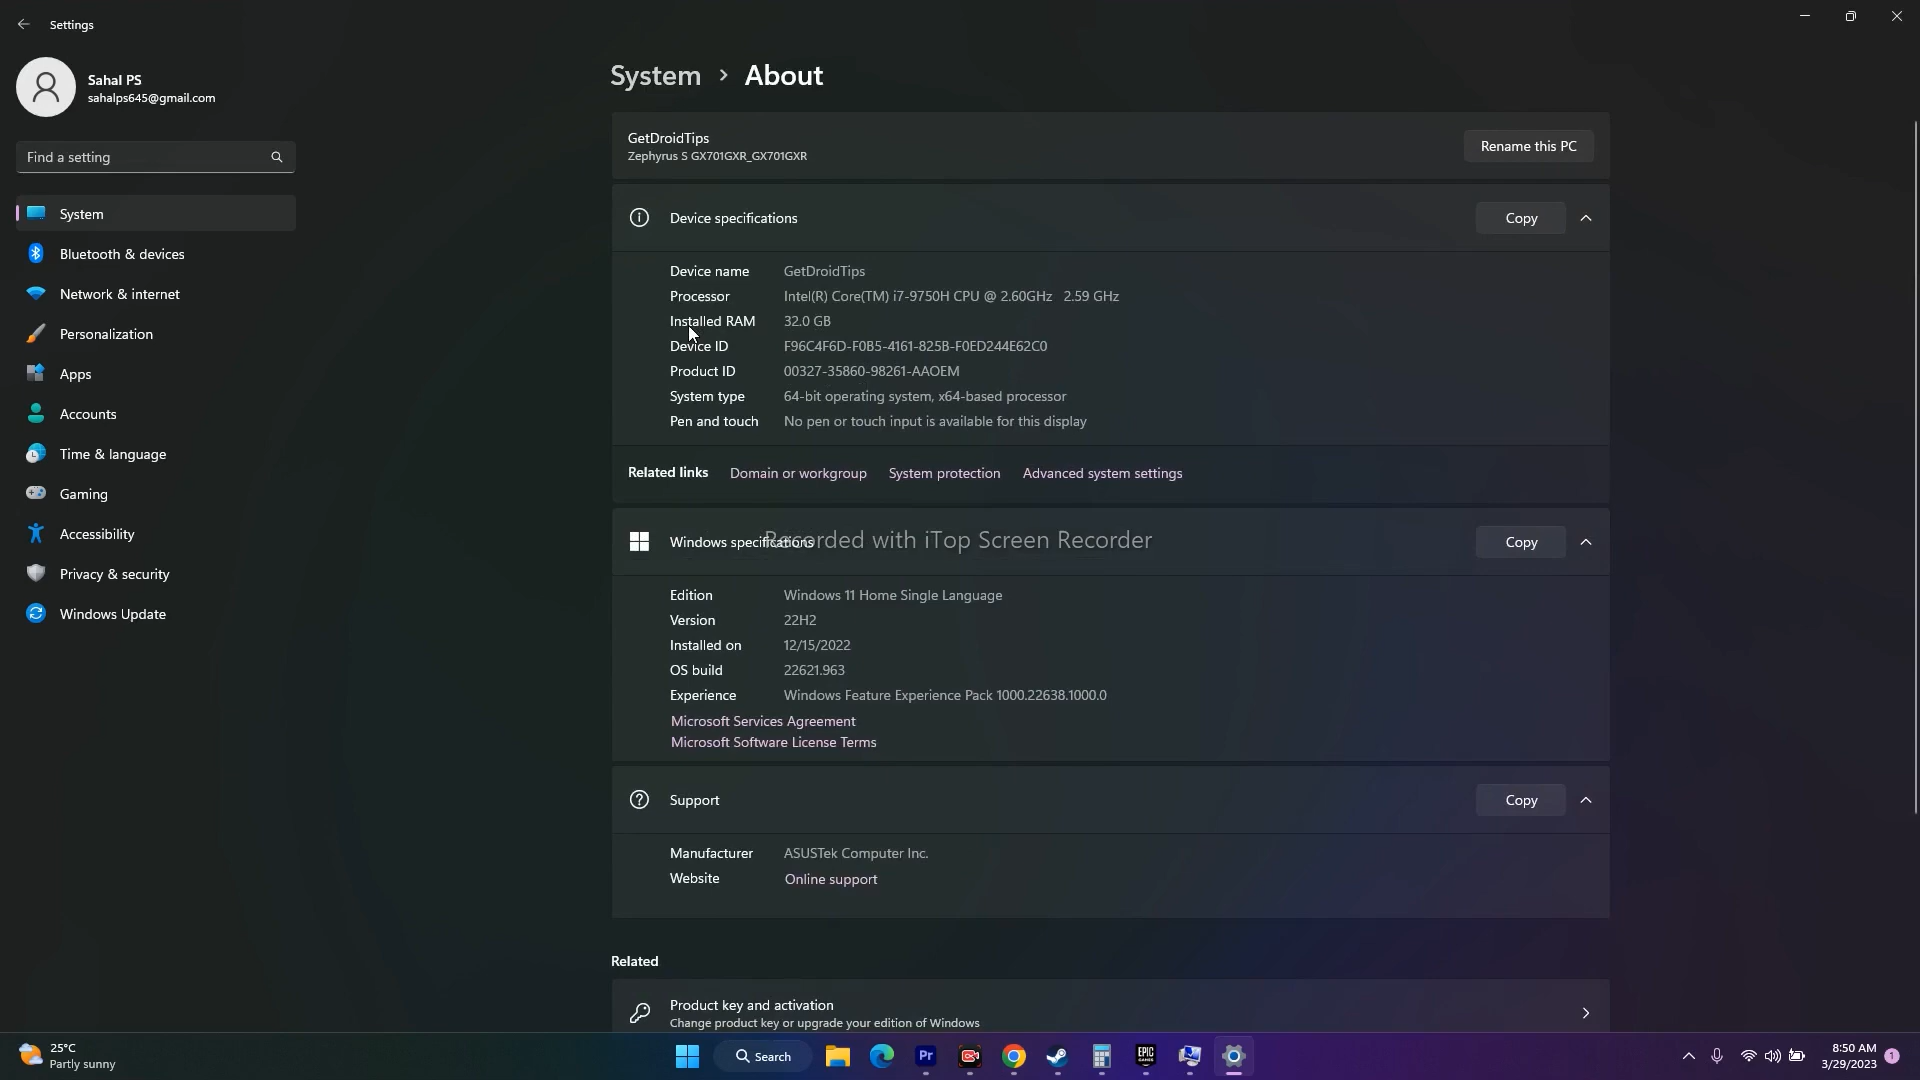 Settings
Sahal PS
sahalps645@gmail.com
Find a setting
System
Bluetooth & devices
Network & internet
Personalization
Apps
Accounts
Time & language
Gaming
Accessibility
Privacy & security
Windows Update
System > About
GetDroidTips
Zephyrus S GX701GXR_GX701GXR
Rename this PC
Device specifications
Copy
Device name GetDroidTips
Processor Intel(R) Core(TM) i7-9750H CPU @ 2.60GHz 2.59 GHz
Installed RAM 32.0 GB
Device ID F96C4F6D-F0B5-4161-825B-F0ED244E62C0
Product ID 00327-35860-98261-AAOEM
System type 64-bit operating system, x64-based processor
Pen and touch No pen or touch input is available for this display
Related links Domain or workgroup System protection Advanced system settings
Windows specifications
Recorded with iTop Screen Recorder
Copy
Edition Windows 11 Home Single Language
Version 22H2
Installed on 12/15/2022
OS build 22621.963
Experience Windows Feature Experience Pack 1000.22638.1000.0
Microsoft Services Agreement
Microsoft Software License Terms
Support
Copy
Manufacturer ASUSTek Computer Inc.
Website Online support
Related
Product key and activation
Change product key or upgrade your edition of Windows
25°C
Partly sunny
Search
Pr
EPIC
GAMES
8:50 AM
3/29/2023
1